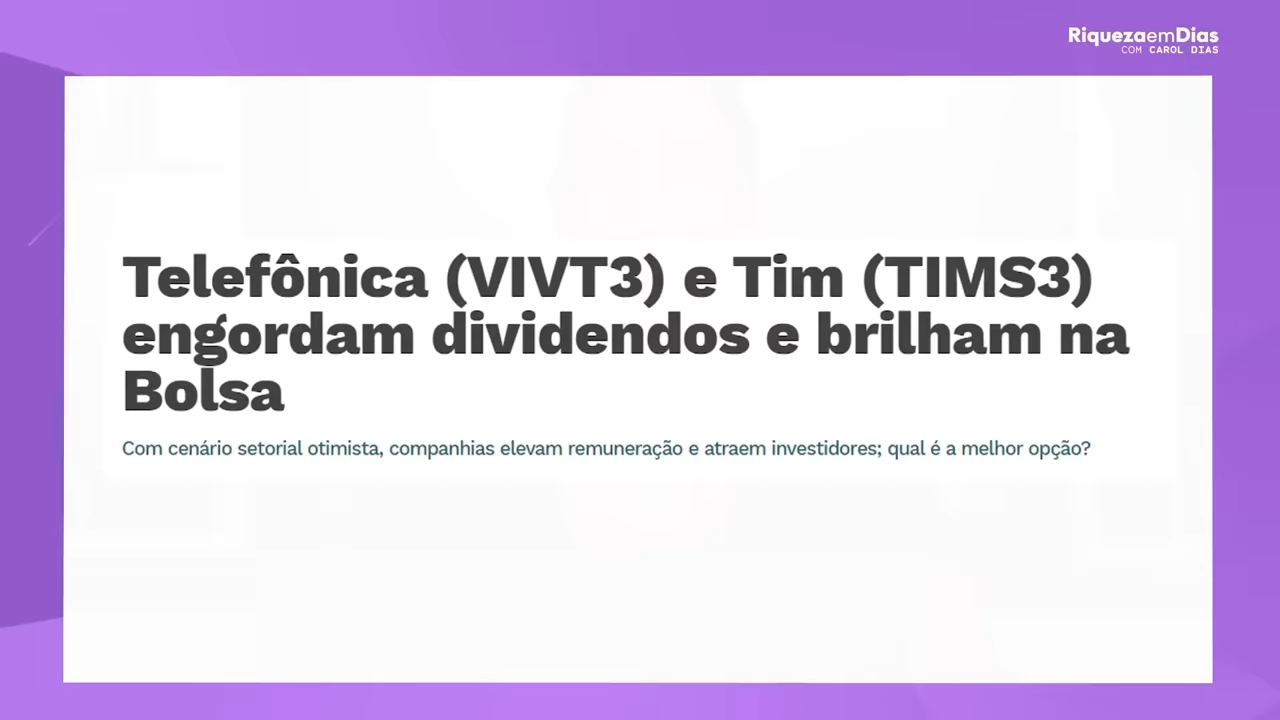 RiquezaemDias
COM CAROL DIAS
Telefônica (VIVT3) e Tim (TIMS3)
engordam dividendos e brilham na
Bolsa
Com cenário setorial otimista, companhias elevam remuneração e atraem investidores; qual é a melhor opção?